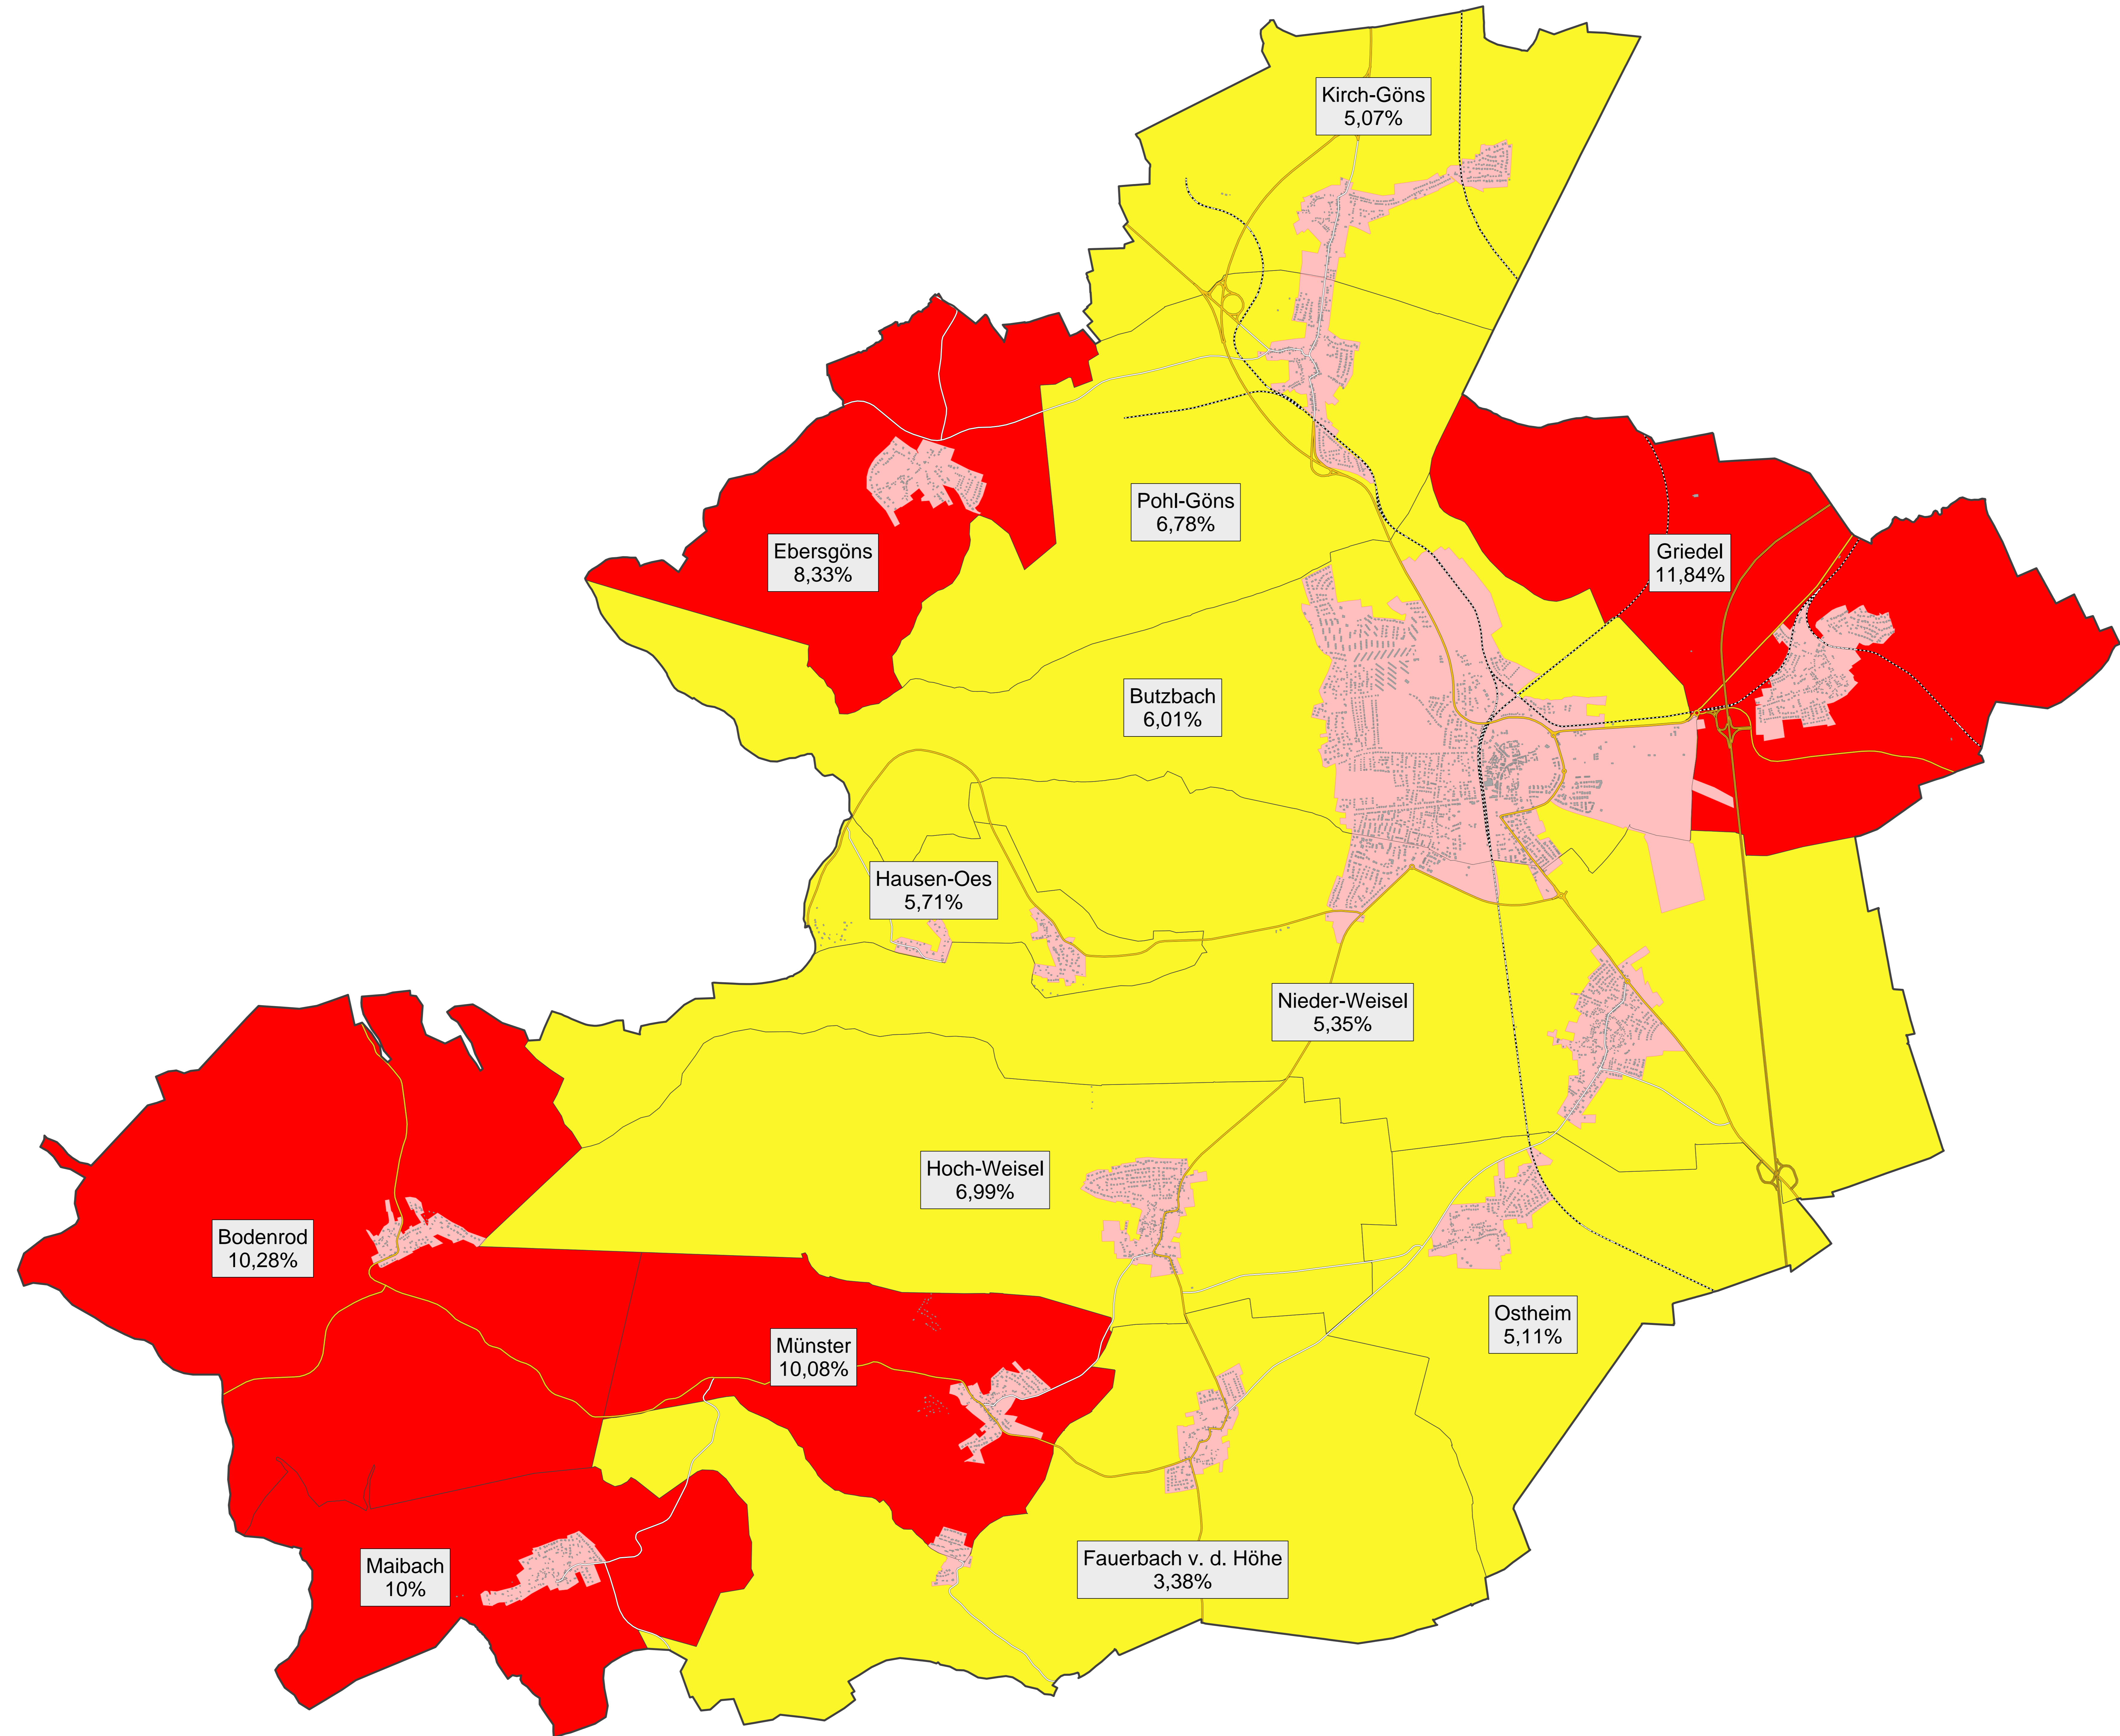 Kirch-Göns
5,07%
Pohl-Göns
6,78%
Ebersgöns
8,33%
Griedel
11,84%
Butzbach
6,01%
Hausen-Oes
5,71%
Nieder-Weisel
5,35%
Hoch-Weisel
6,99%
Bodenrod
10,28%
Ostheim
5,11%
Münster
10,08%
Maibach
10%
Fauerbach v. d. Höhe
3,38%